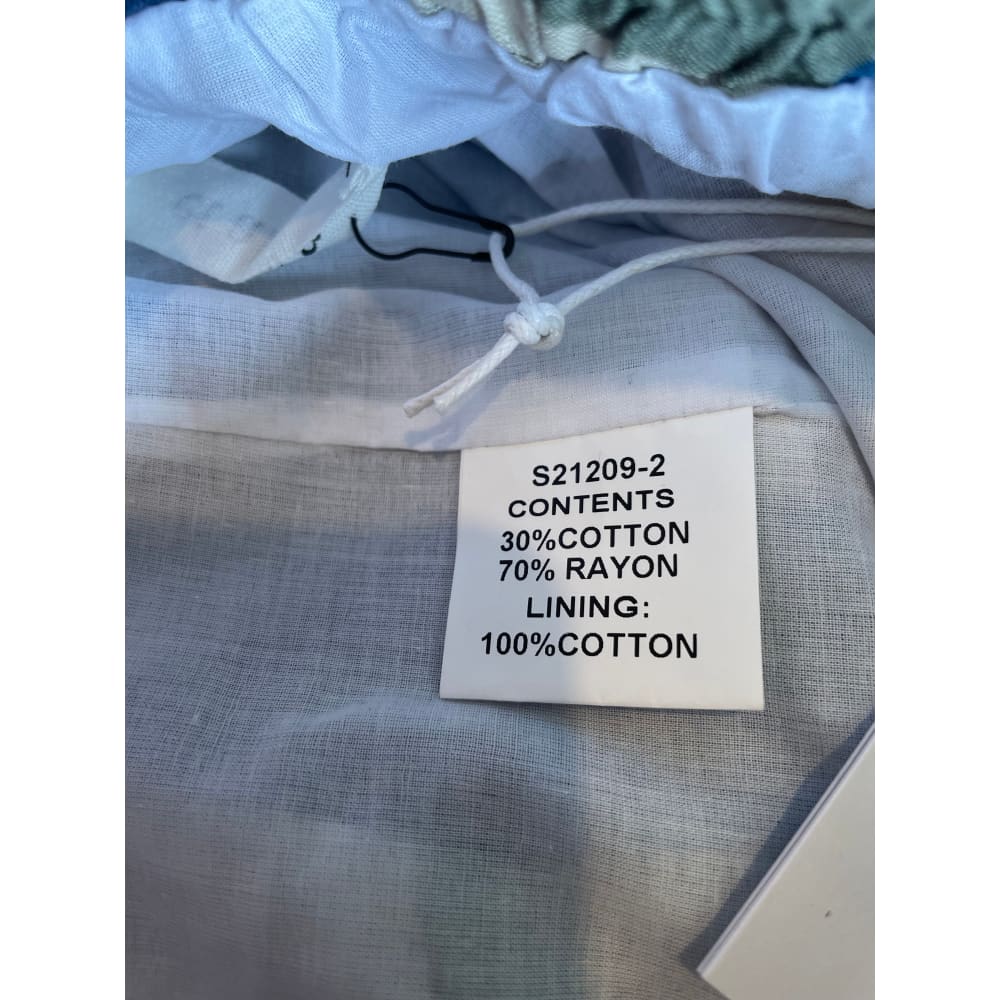 S21209-2
CONTENTS
30%COTTON
70% RAYON
LINING:
100%COTTON